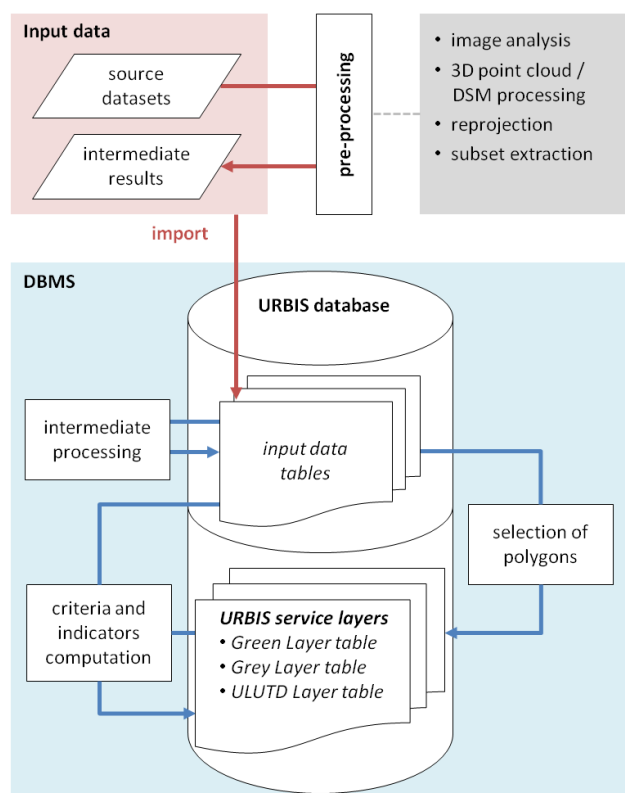 Input data
source
datasets
intermediate
results
pre-processing
• image analysis
• 3D point cloud /
DSM processing
• reprojection
• subset extraction
import
DBMS
URBIS database
intermediate
processing
input data
tables
selection of
polygons
criteria and
indicators
computation
URBIS service layers
• Green Layer table
• Grey Layer table
• ULUTD Layer table